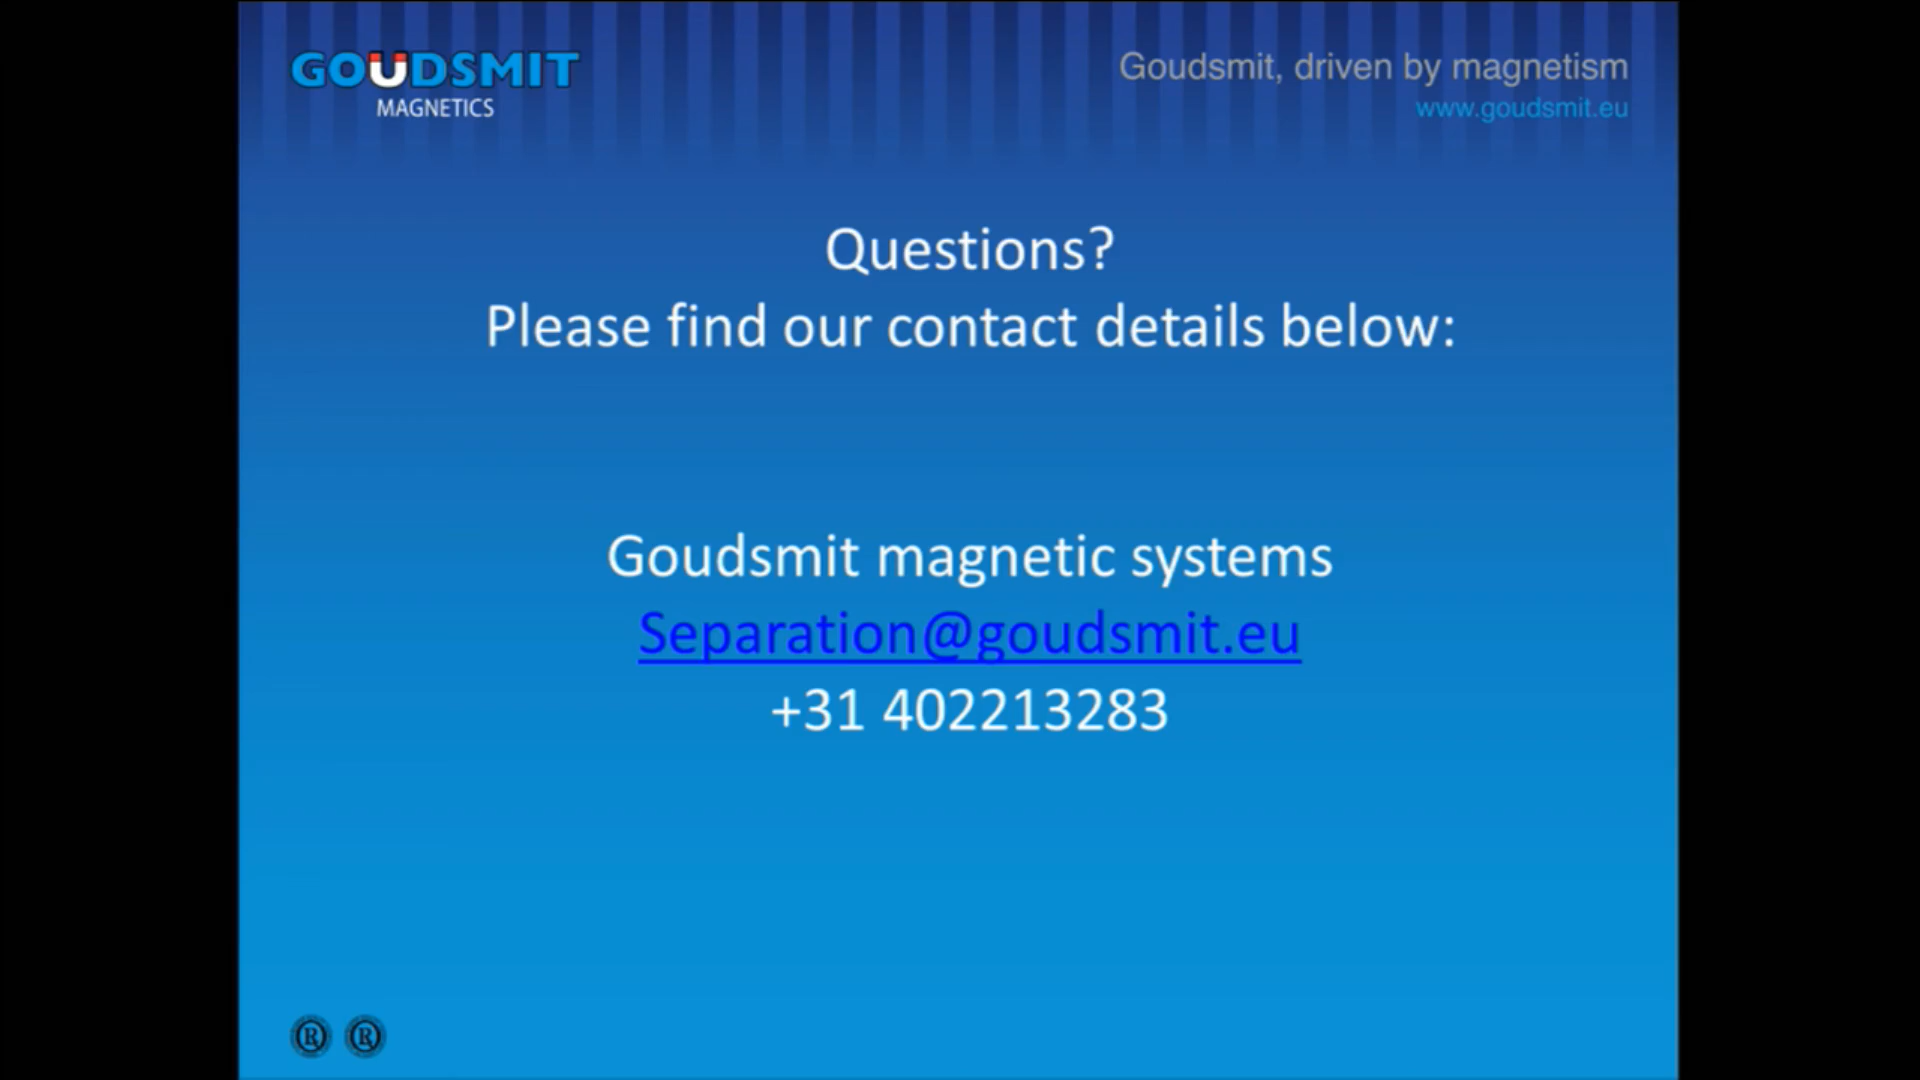 GOUDSMIT
MAGNETICS
Goudsmit, driven by magnetism
www.goudsmit.eu
Questions?
Please find our contact details below:
Goudsmit magnetic systems
Separation@goudsmit.eu
+31 402213283
R R